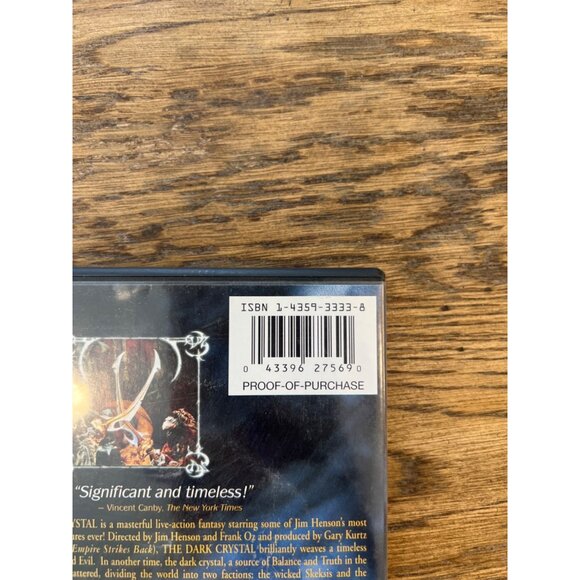 ISBN 1-4359-3333-8
0 43396 27569 0
PROOF-OF-PURCHASE
"Significant and timeless!"
– Vincent Canby, The New York Times
YSTAL is a masterful live-action fantasy starring some of Jim Henson's most
ures ever! Directed by Jim Henson and Frank Oz and produced by Gary Kurtz
Empire Strikes Back), THE DARK CRYSTAL brilliantly weaves a timeless
d Evil. In another time, the dark crystal, a source of Balance and Truth in the
attered, dividing the world into two factions: the wicked Skeksis and the